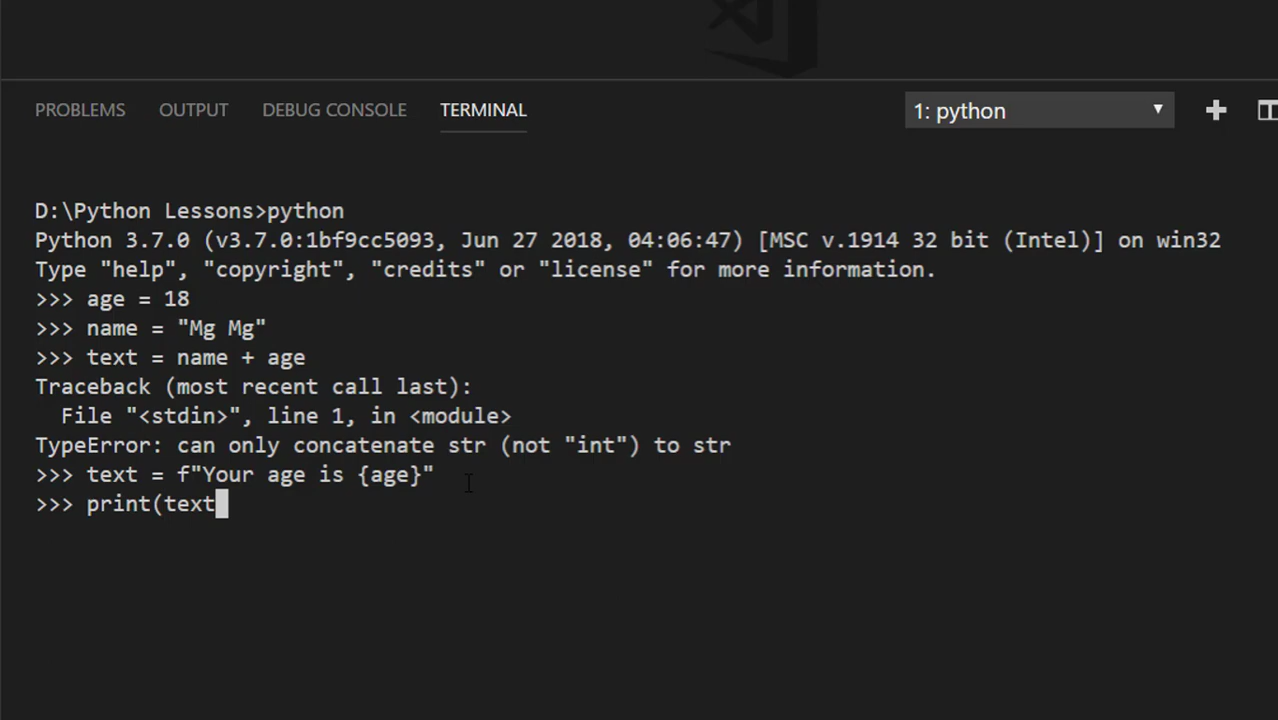 PROBLEMS OUTPUT DEBUG CONSOLE TERMINAL 1: python
D:\Python Lessons>python
Python 3.7.0 (v3.7.0:1bf9cc5093, Jun 27 2018, 04:06:47) [MSC v.1914 32 bit (Intel)] on win32
Type "help", "copyright", "credits" or "license" for more information.
>>> age = 18
>>> name = "Mg Mg"
>>> text = name + age
Traceback (most recent call last):
  File "<stdin>", line 1, in <module>
TypeError: can only concatenate str (not "int") to str
>>> text = f"Your age is {age}"
>>> print(text